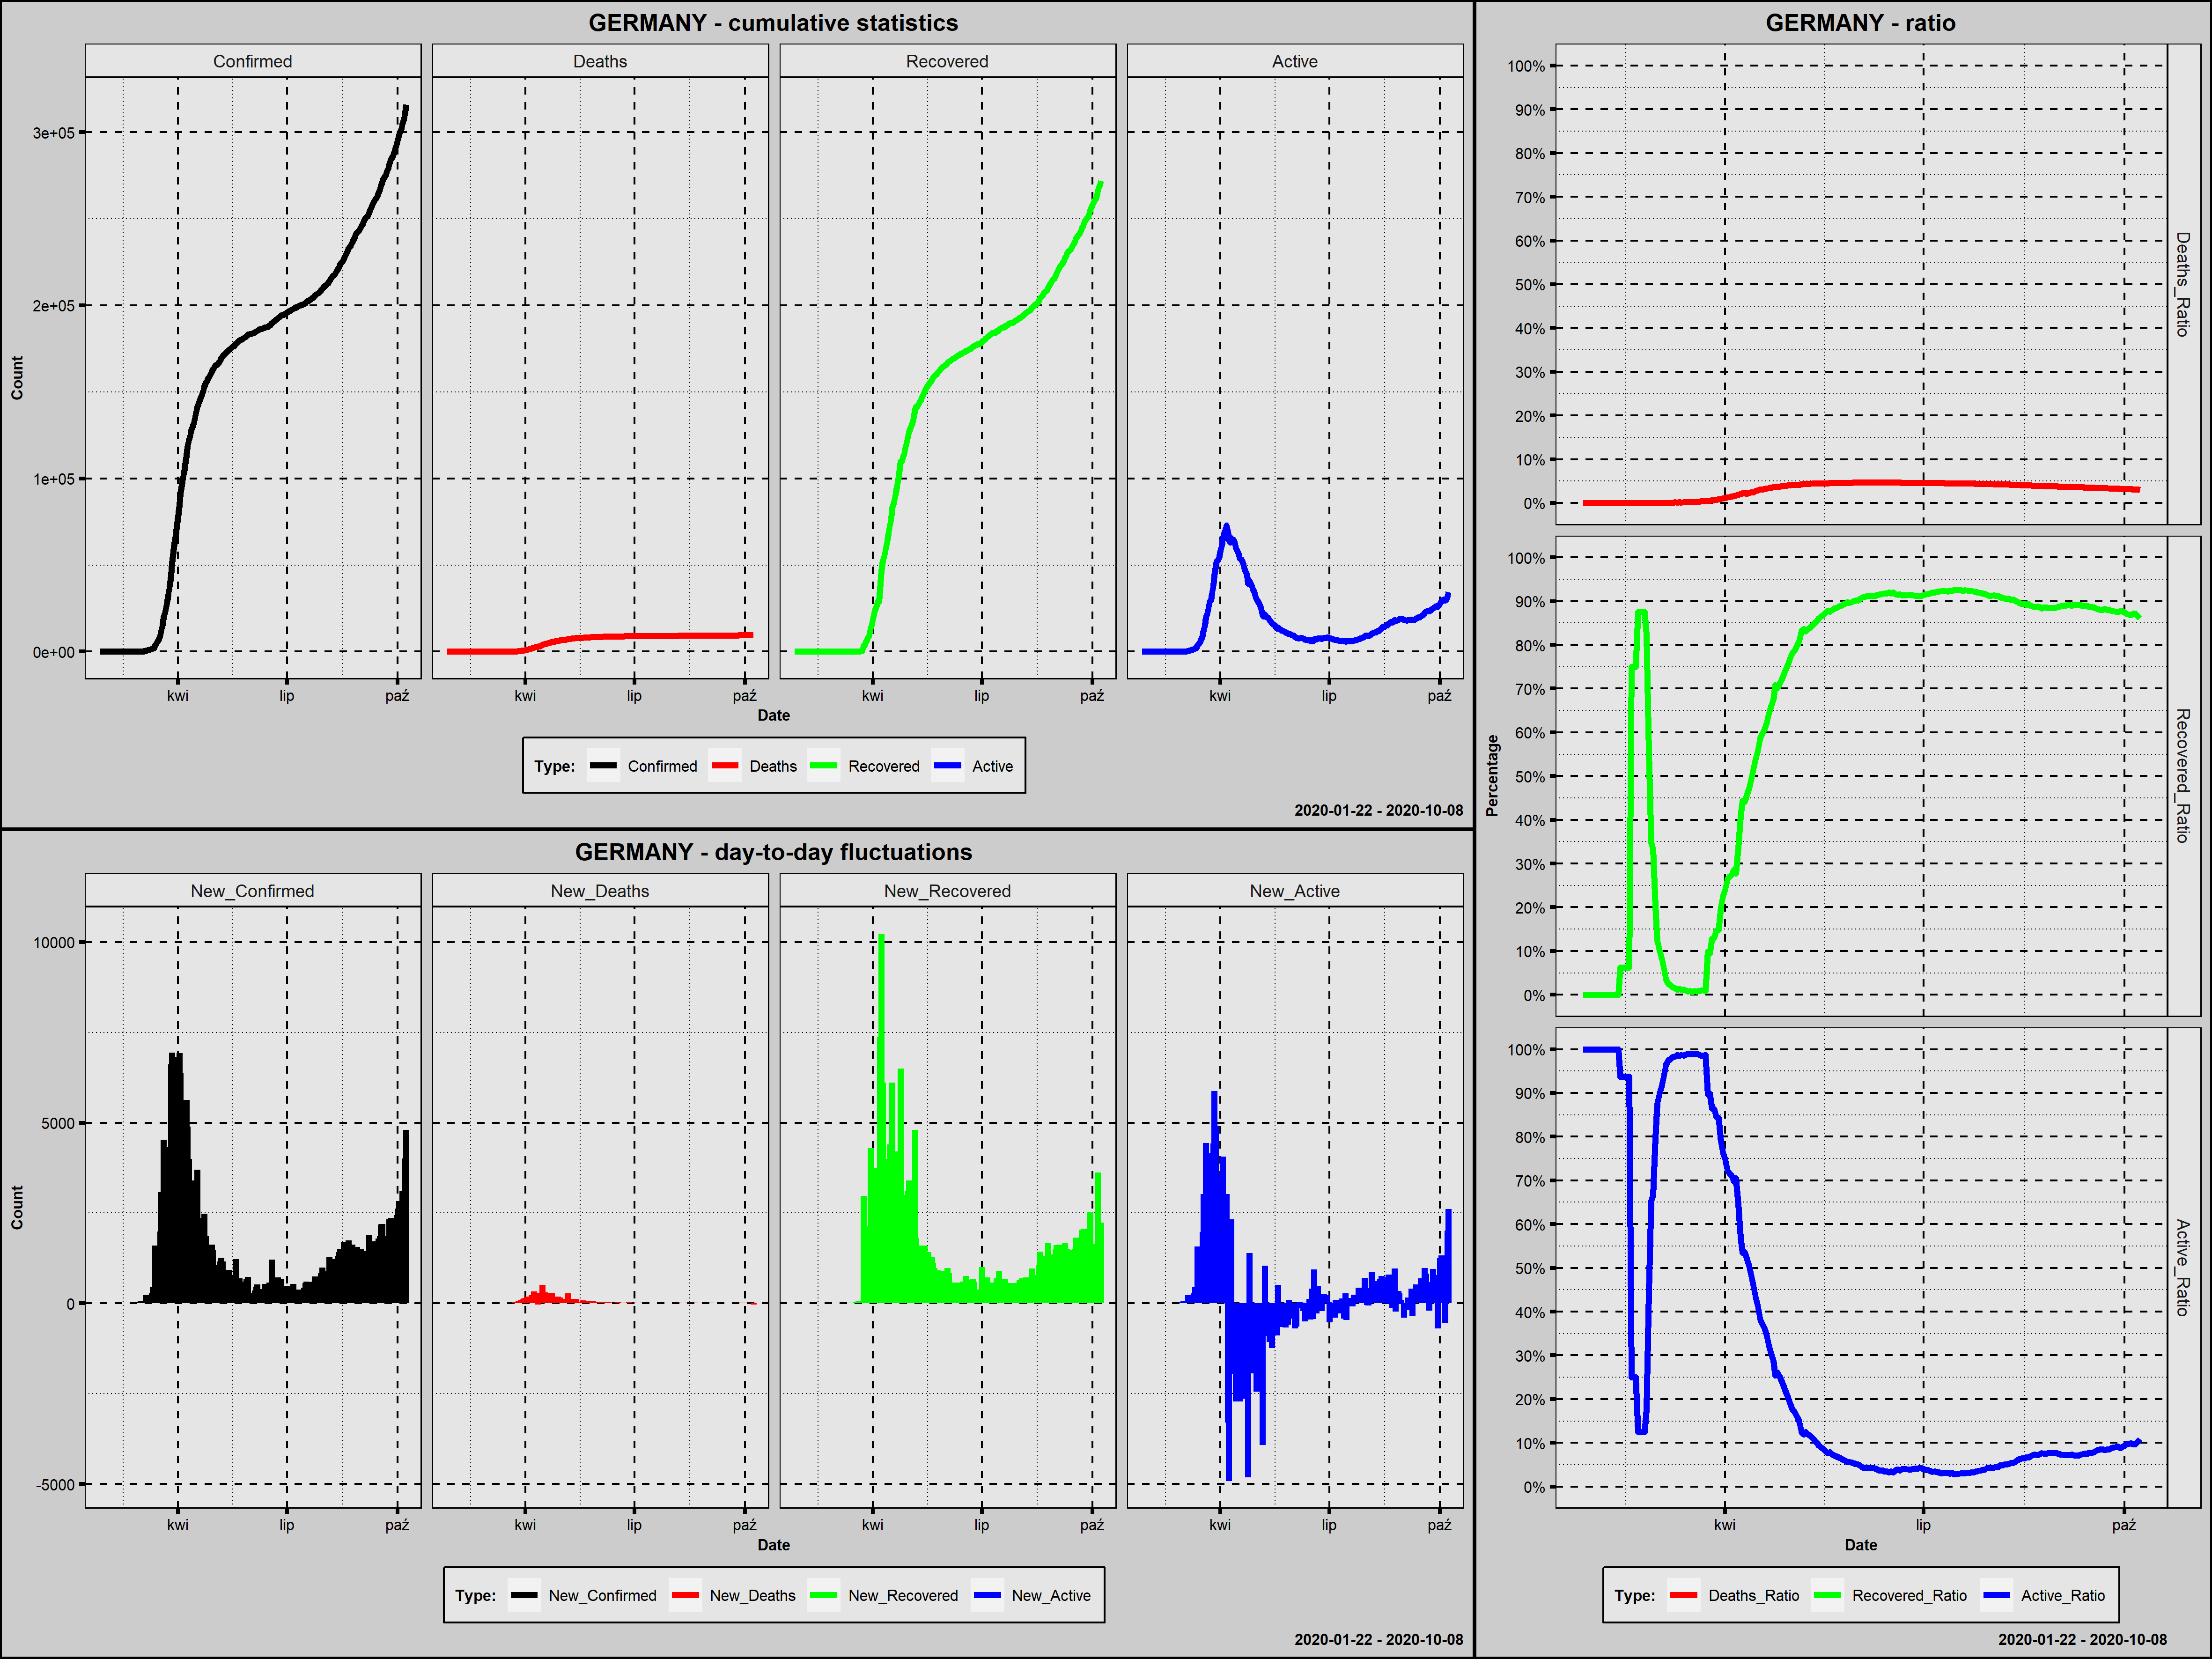 GERMANY - cumulative statistics
Confirmed Deaths Recovered Active
Count
3e+05
2e+05
1e+05
0e+00
kwi lip paź kwi lip paź kwi lip paź kwi lip paź
Date
Type: Confirmed Deaths Recovered Active
2020-01-22 - 2020-10-08
GERMANY - day-to-day fluctuations
New_Confirmed New_Deaths New_Recovered New_Active
Count
10000
5000
0
-5000
kwi lip paź kwi lip paź kwi lip paź kwi lip paź
Date
Type: New_Confirmed New_Deaths New_Recovered New_Active
2020-01-22 - 2020-10-08
GERMANY - ratio
Percentage
100%
90%
80%
70%
60%
50%
40%
30%
20%
10%
0%
Deaths_Ratio
100%
90%
80%
70%
60%
50%
40%
30%
20%
10%
0%
Recovered_Ratio
100%
90%
80%
70%
60%
50%
40%
30%
20%
10%
0%
Active_Ratio
kwi lip paź
Date
Type: Deaths_Ratio Recovered_Ratio Active_Ratio
2020-01-22 - 2020-10-08